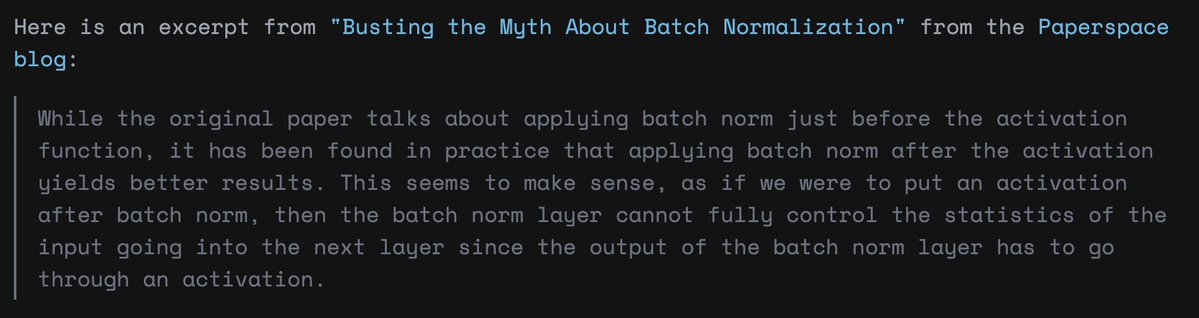 Here is an excerpt from "Busting the Myth About Batch Normalization" from the Paperspace
blog:
While the original paper talks about applying batch norm just before the activation
function, it has been found in practice that applying batch norm after the activation
yields better results. This seems to make sense, as if we were to put an activation
after batch norm, then the batch norm layer cannot fully control the statistics of the
input going into the next layer since the output of the batch norm layer has to go
through an activation.